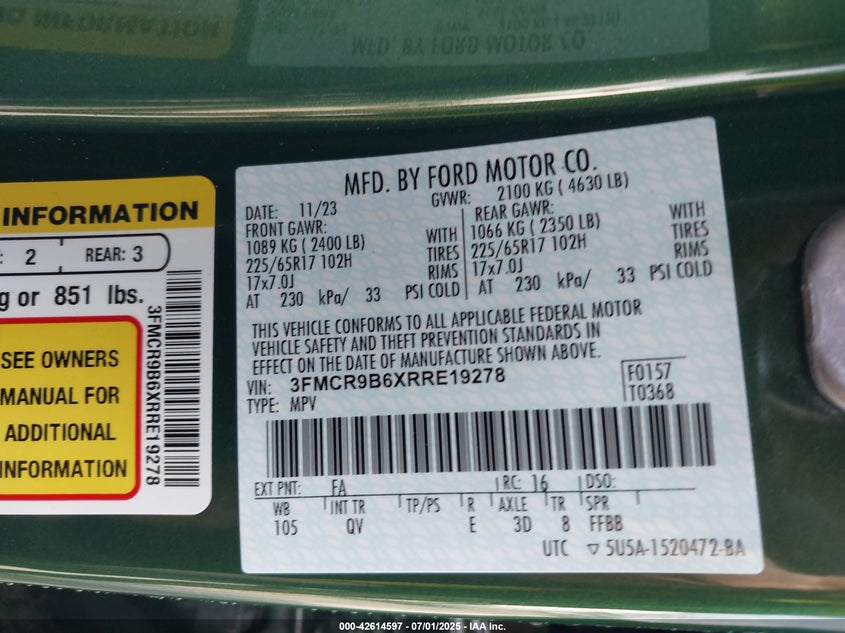 MFD. BY FORD MOTOR CO.
INFORMATION
: 2 REAR: 3
g or 851 lbs.
SEE OWNERS
MANUAL FOR
ADDITIONAL
INFORMATION
3FMCR9B6XRRE19278
MFD. BY FORD MOTOR CO.
DATE: 11/23 GVWR: 2100 KG ( 4630 LB)
FRONT GAWR: REAR GAWR:
1089 KG ( 2400 LB) WITH 1066 KG ( 2350 LB) WITH
225/65R17 102H TIRES 225/65R17 102H TIRES
17x7.0J RIMS 17x7.0J RIMS
AT 230 kPa/ 33 PSI COLD AT 230 kPa/ 33 PSI COLD
THIS VEHICLE CONFORMS TO ALL APPLICABLE FEDERAL MOTOR
VEHICLE SAFETY AND THEFT PREVENTION STANDARDS IN
EFFECT ON THE DATE OF MANUFACTURE SHOWN ABOVE.
VIN: 3FMCR9B6XRRE19278 F0157
TYPE: MPV T0368
EXT PNT: FA RC: 16 DSO:
WB INT TR TP/PS R AXLE TR SPR
105 QV E 3D 8 FFBB
UTC ▽ 5U5A-1520472-BA
000-42614597 - 07/01/2025 - IAA Inc.